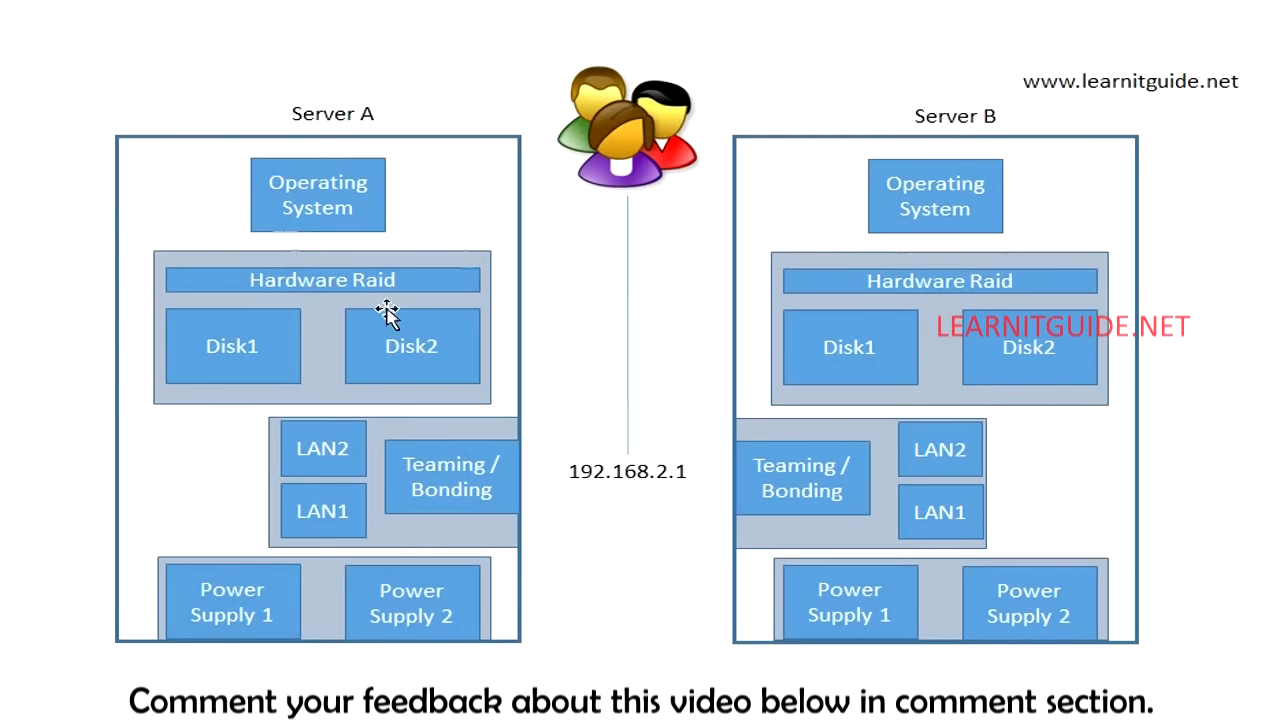 www.learnitguide.net
Server A
Server B
Operating
System
Hardware Raid
Disk1
Disk2
LAN2
LAN1
Teaming /
Bonding
Power
Supply 1
Power
Supply 2
192.168.2.1
Operating
System
Hardware Raid
LEARNITGUIDE.NET
Disk1
Disk2
Teaming /
Bonding
LAN2
LAN1
Power
Supply 1
Power
Supply 2
Comment your feedback about this video below in comment section.